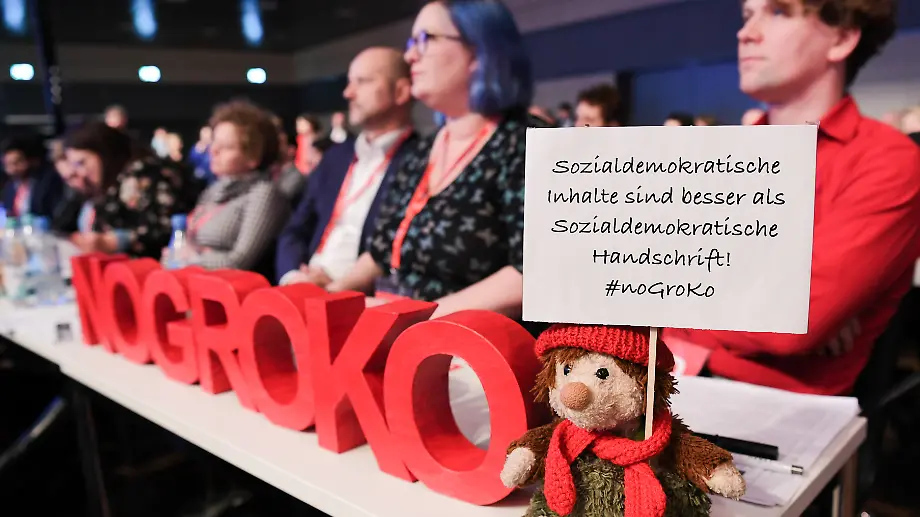 Sozialdemokratische
Inhalte sind besser als
Sozialdemokratische
Handschrift!
#noGroKo
NOGROKO